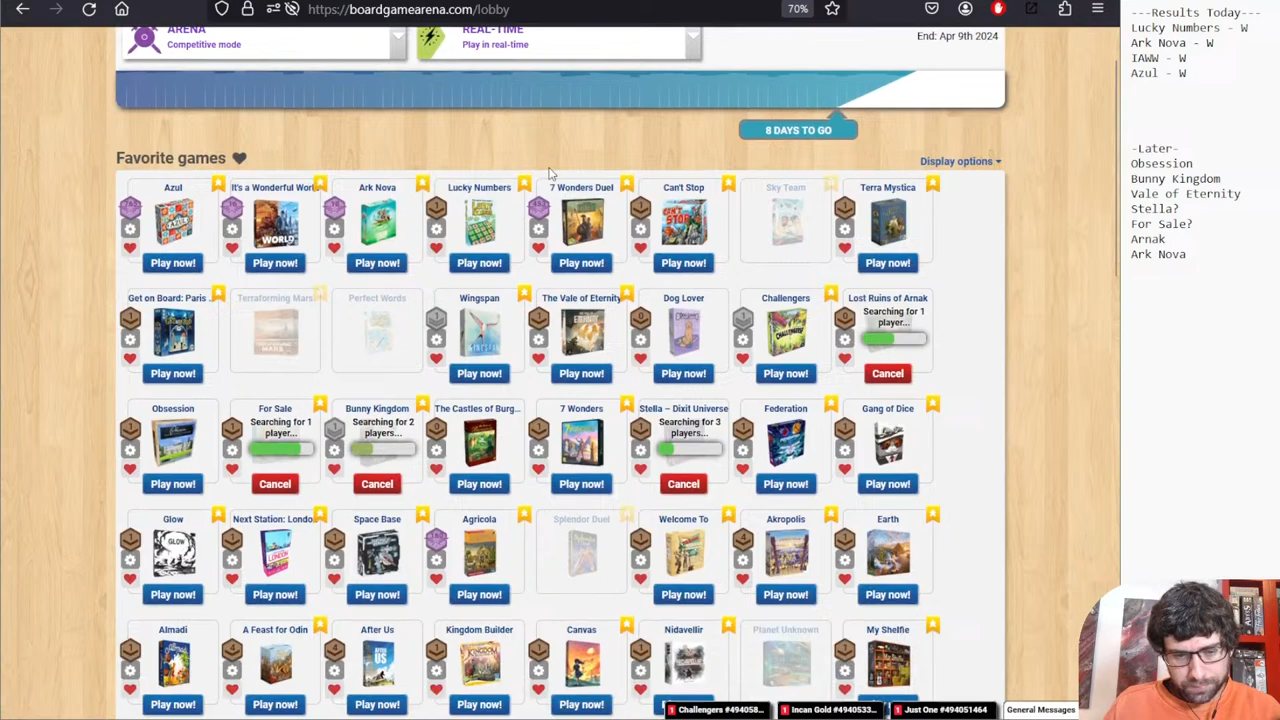 https://boardgamearena.com/lobby
70%
---Results Today---
Lucky Numbers - W
Ark Nova - W
IAWW - W
Azul - W
-Later-
Obsession
Bunny Kingdom
Vale of Eternity
Stella?
For Sale?
Arnak
Ark Nova
ARENA
Competitive mode
REAL-TIME
Play in real-time
End: Apr 9th 2024
8 DAYS TO GO
Favorite games
Display options
Azul
It's a Wonderful Worl
Ark Nova
Lucky Numbers
7 Wonders Duel
Can't Stop
Sky Team
Terra Mystica
Play now!
Play now!
Play now!
Play now!
Play now!
Play now!
Play now!
Get on Board: Paris ..
Terraforming Mars
Perfect Words
Wingspan
The Vale of Eternity
Dog Lover
Challengers
Lost Ruins of Arnak
Searching for 1
player...
Play now!
Play now!
Play now!
Play now!
Play now!
Cancel
Obsession
For Sale
Bunny Kingdom
The Castles of Burg...
7 Wonders
Stella – Dixit Universe
Federation
Gang of Dice
Searching for 1
player...
Searching for 2
players...
Searching for 3
players...
Play now!
Cancel
Cancel
Play now!
Play now!
Cancel
Play now!
Play now!
Glow
Next Station: Londo
Space Base
Agricola
Splendor Duel
Welcome To
Akropolis
Earth
Play now!
Play now!
Play now!
Play now!
Play now!
Play now!
Play now!
Almadi
A Feast for Odin
After Us
Kingdom Builder
Canvas
Nidavellir
Planet Unknown
My Shelfie
Play now!
Play now!
Play now!
Play now!
Play now!
Play now!
1 Challengers #494058...
1 Incan Gold #4940533...
1 Just One #494051464
General Messages